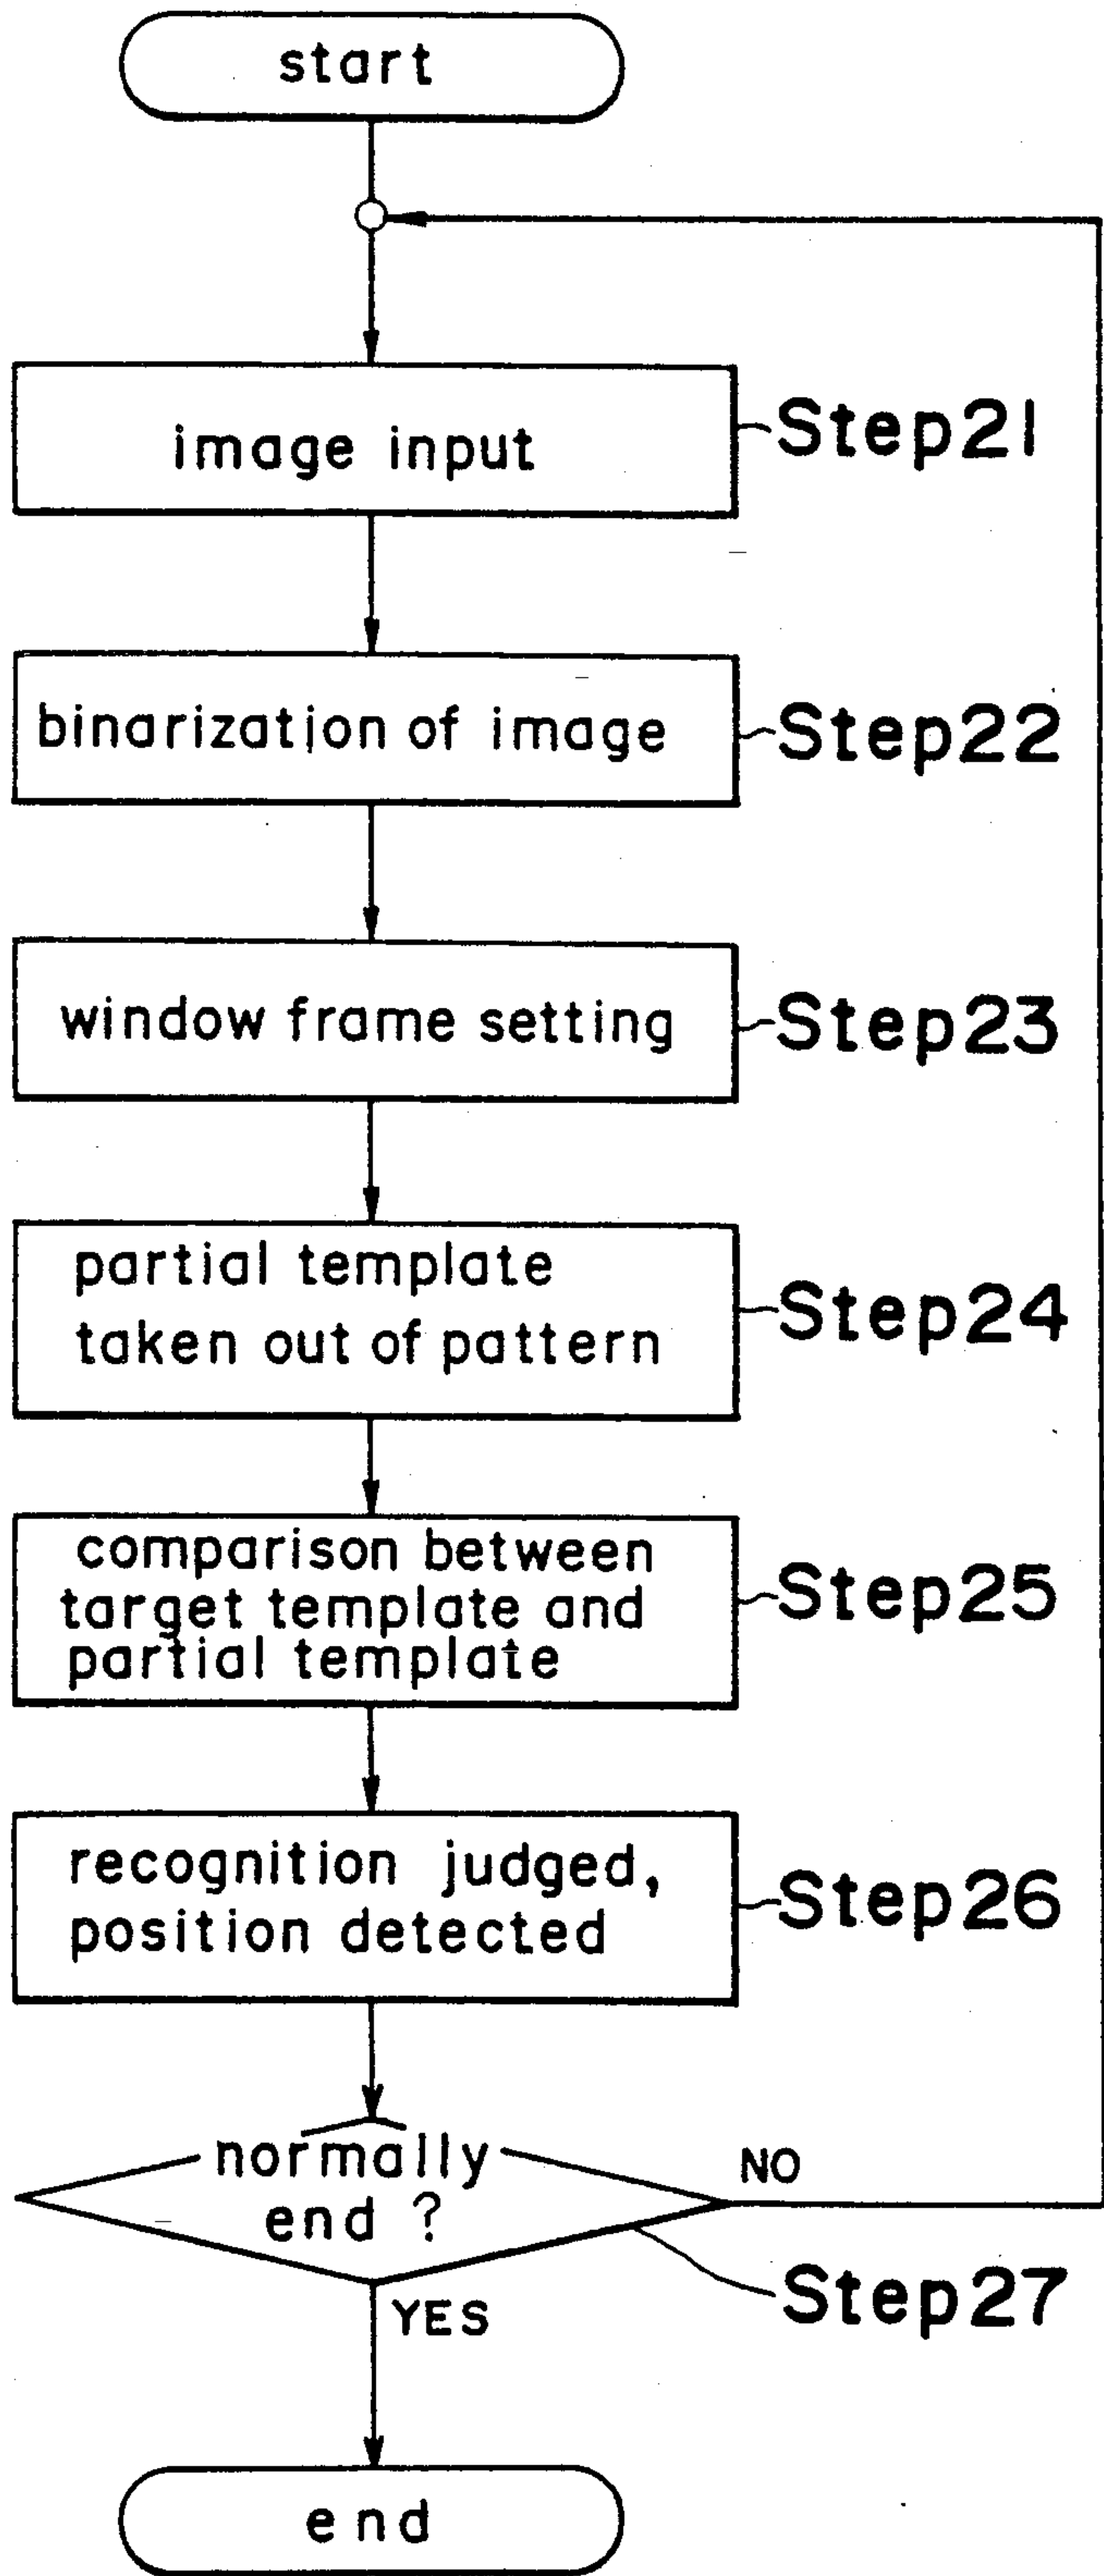 start
image input
Step21
binarization of image
Step22
window frame setting
Step23
partial template
taken out of pattern
Step24
comparison between
target template and
partial template
Step25
recognition judged,
position detected
Step26
normally
end ?
NO
Step27
YES
end